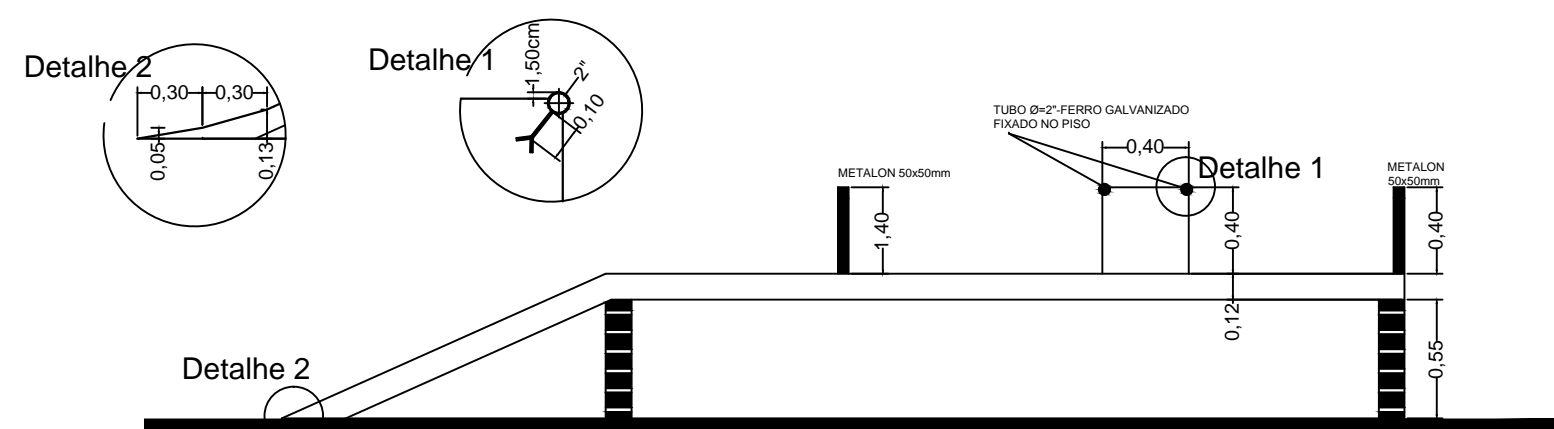 Detalhe 2
0,30
0,30
0,05
0,13
Detalhe 1
1,50cm
2"
0,10
TUBO Ø=2"-FERRO GALVANIZADO
FIXADO NO PISO
0,40
Detalhe 1
METALON 50x50mm
METALON
50x50mm
1,40
0,40
0,40
0,12
0,55
Detalhe 2